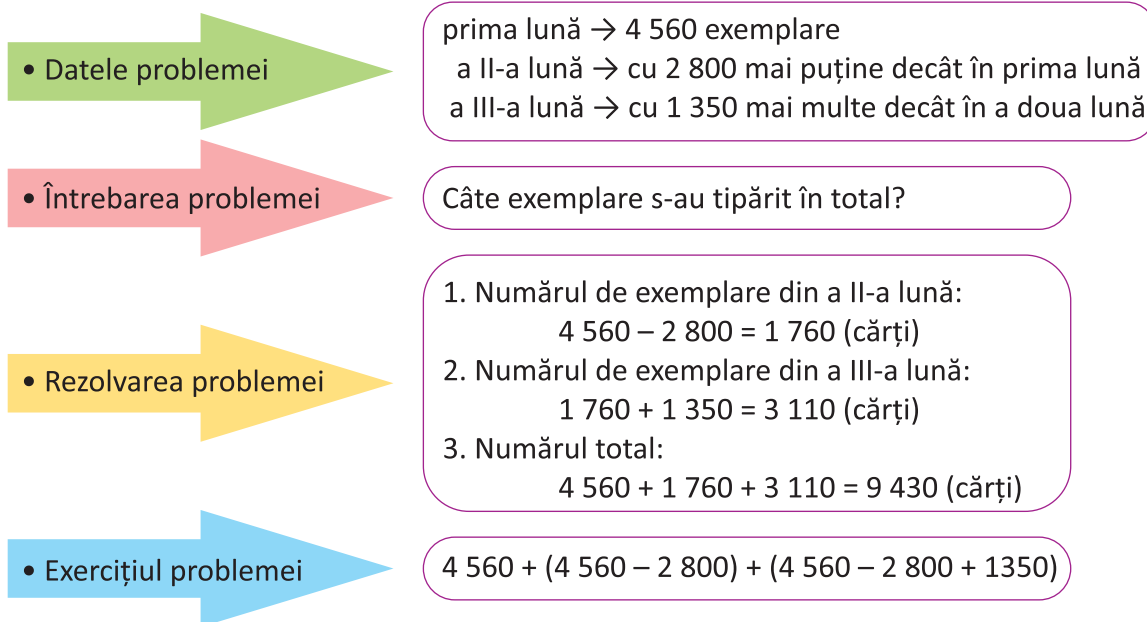 • Datele problemei
prima lună → 4 560 exemplare
a II-a lună → cu 2 800 mai puține decât în prima lună
a III-a lună → cu 1 350 mai multe decât în a doua lună
• Întrebarea problemei
Câte exemplare s-au tipărit în total?
• Rezolvarea problemei
1. Numărul de exemplare din a II-a lună:
4 560 – 2 800 = 1 760 (cărți)
2. Numărul de exemplare din a III-a lună:
1 760 + 1 350 = 3 110 (cărți)
3. Numărul total:
4 560 + 1 760 + 3 110 = 9 430 (cărți)
• Exercițiul problemei
4 560 + (4 560 – 2 800) + (4 560 – 2 800 + 1350)